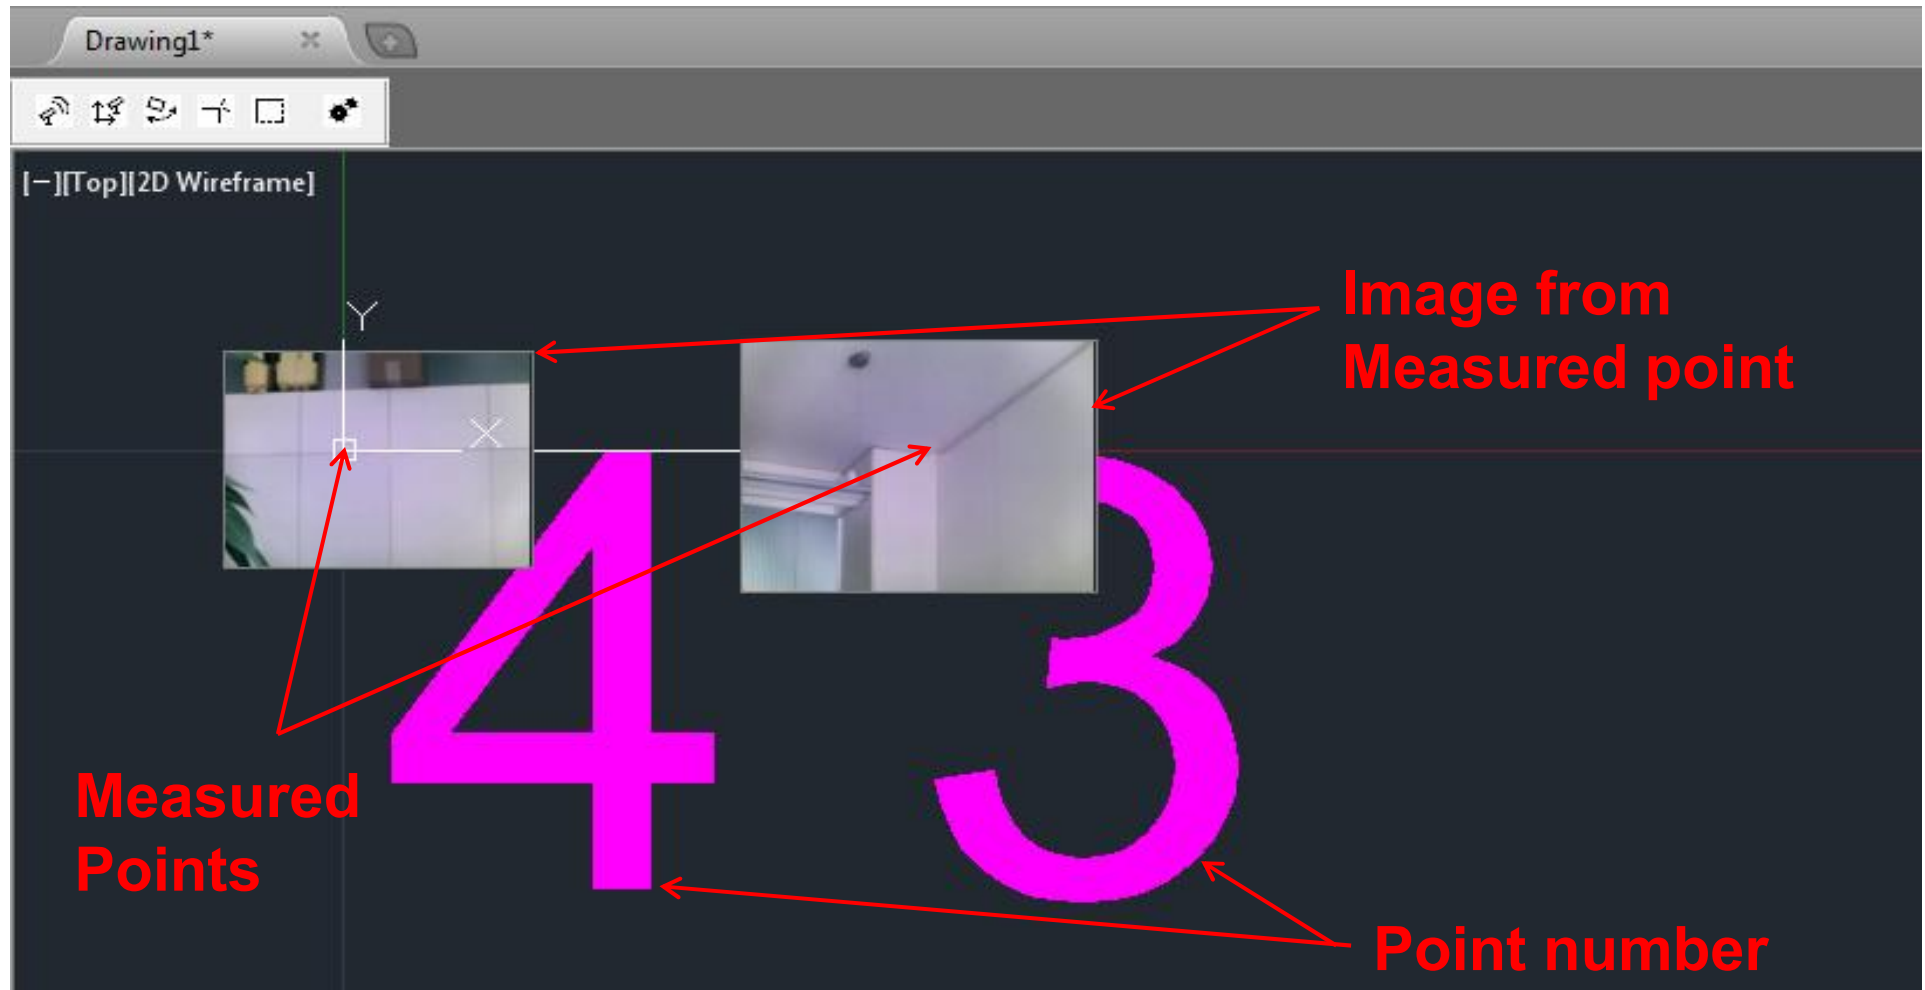 Drawing1*
[−][Top][2D Wireframe]
Y
Image from
Measured point
X
4 3
Measured
Points
Point number